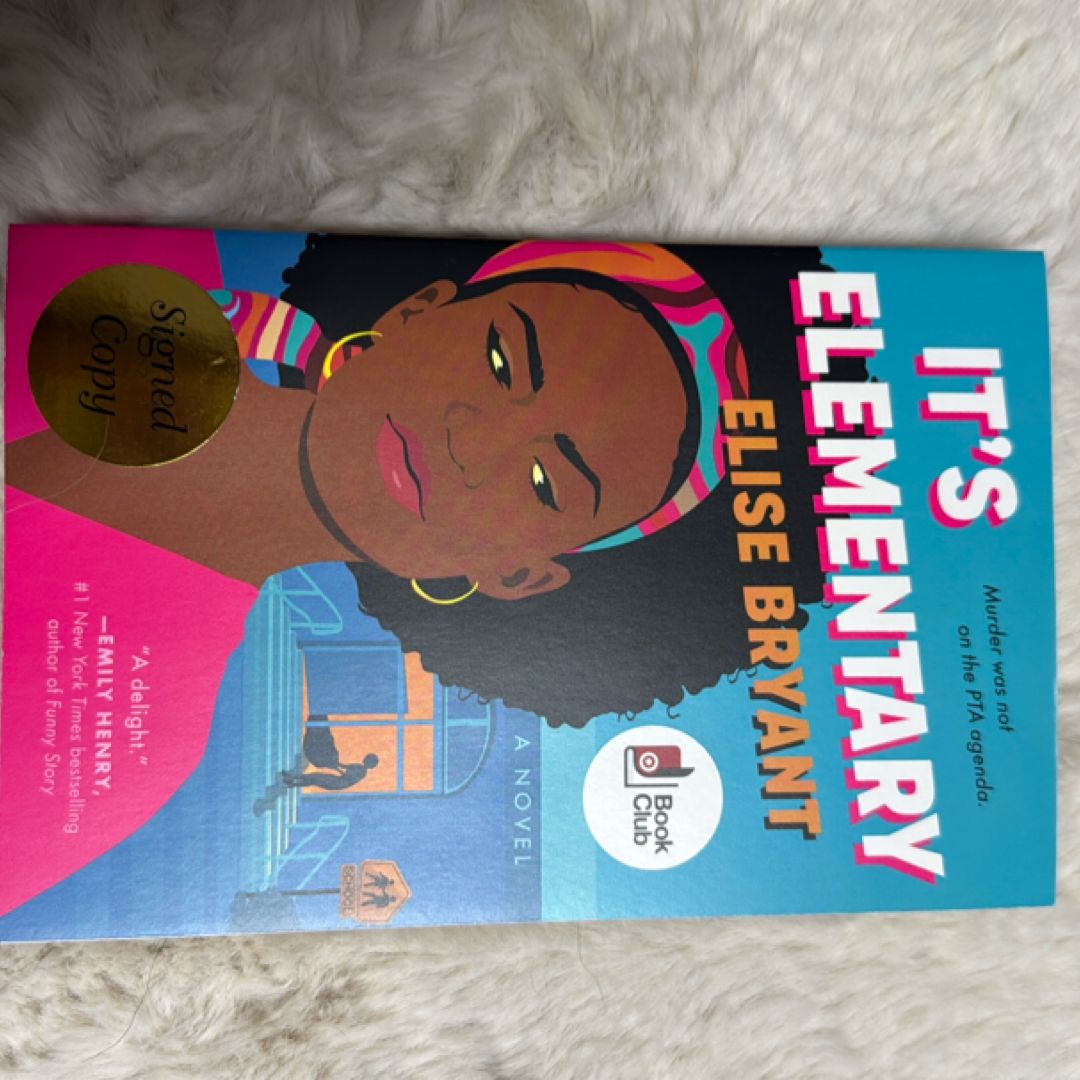 IT'S
ELEMENTARY
Murder was not
on the PTA agenda.
ELISE BRYANT
Book
Club
A NOVEL
SCHOOL
"A delight."
—EMILY HENRY,
#1 New York Times bestselling
author of Funny Story
Signed
Copy